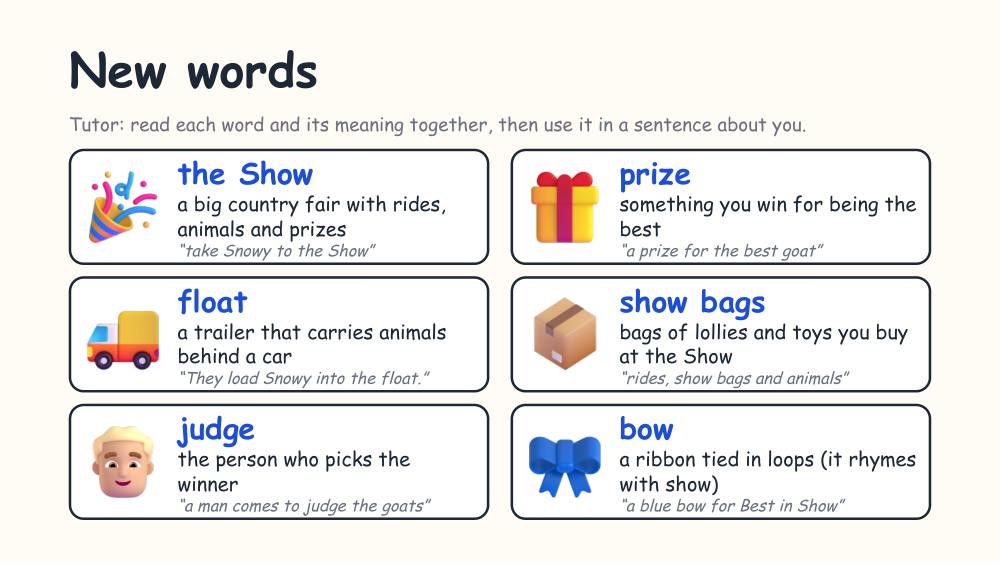 New words
Tutor: read each word and its meaning together, then use it in a sentence about you.
the Show
a big country fair with rides,
animals and prizes
"take Snowy to the Show"
prize
something you win for being the
best
"a prize for the best goat"
float
a trailer that carries animals
behind a car
"They load Snowy into the float."
show bags
bags of lollies and toys you buy
at the Show
"rides, show bags and animals"
judge
the person who picks the
winner
"a man comes to judge the goats"
bow
a ribbon tied in loops (it rhymes
with show)
"a blue bow for Best in Show"